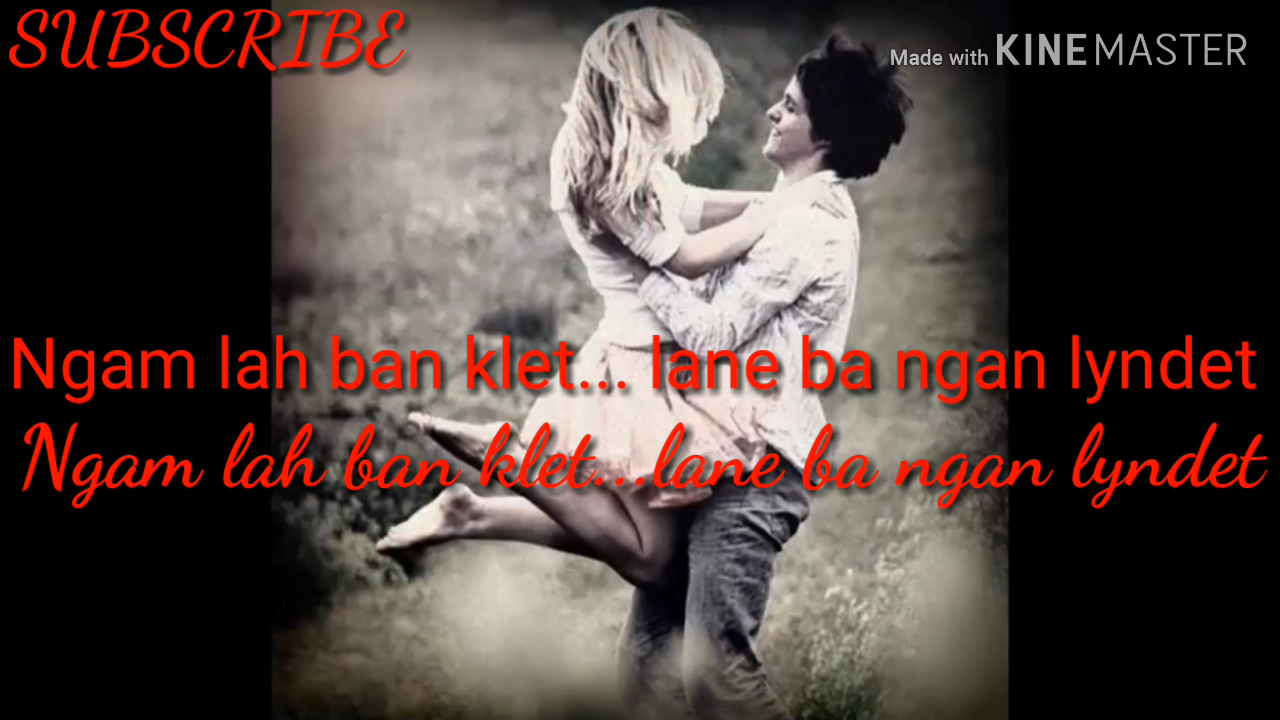 SUBSCRIBE
Made with KINEMASTER
Ngam lah ban klet... lane ba ngan lyndet
Ngam lah ban klet...lane ba ngan lyndet